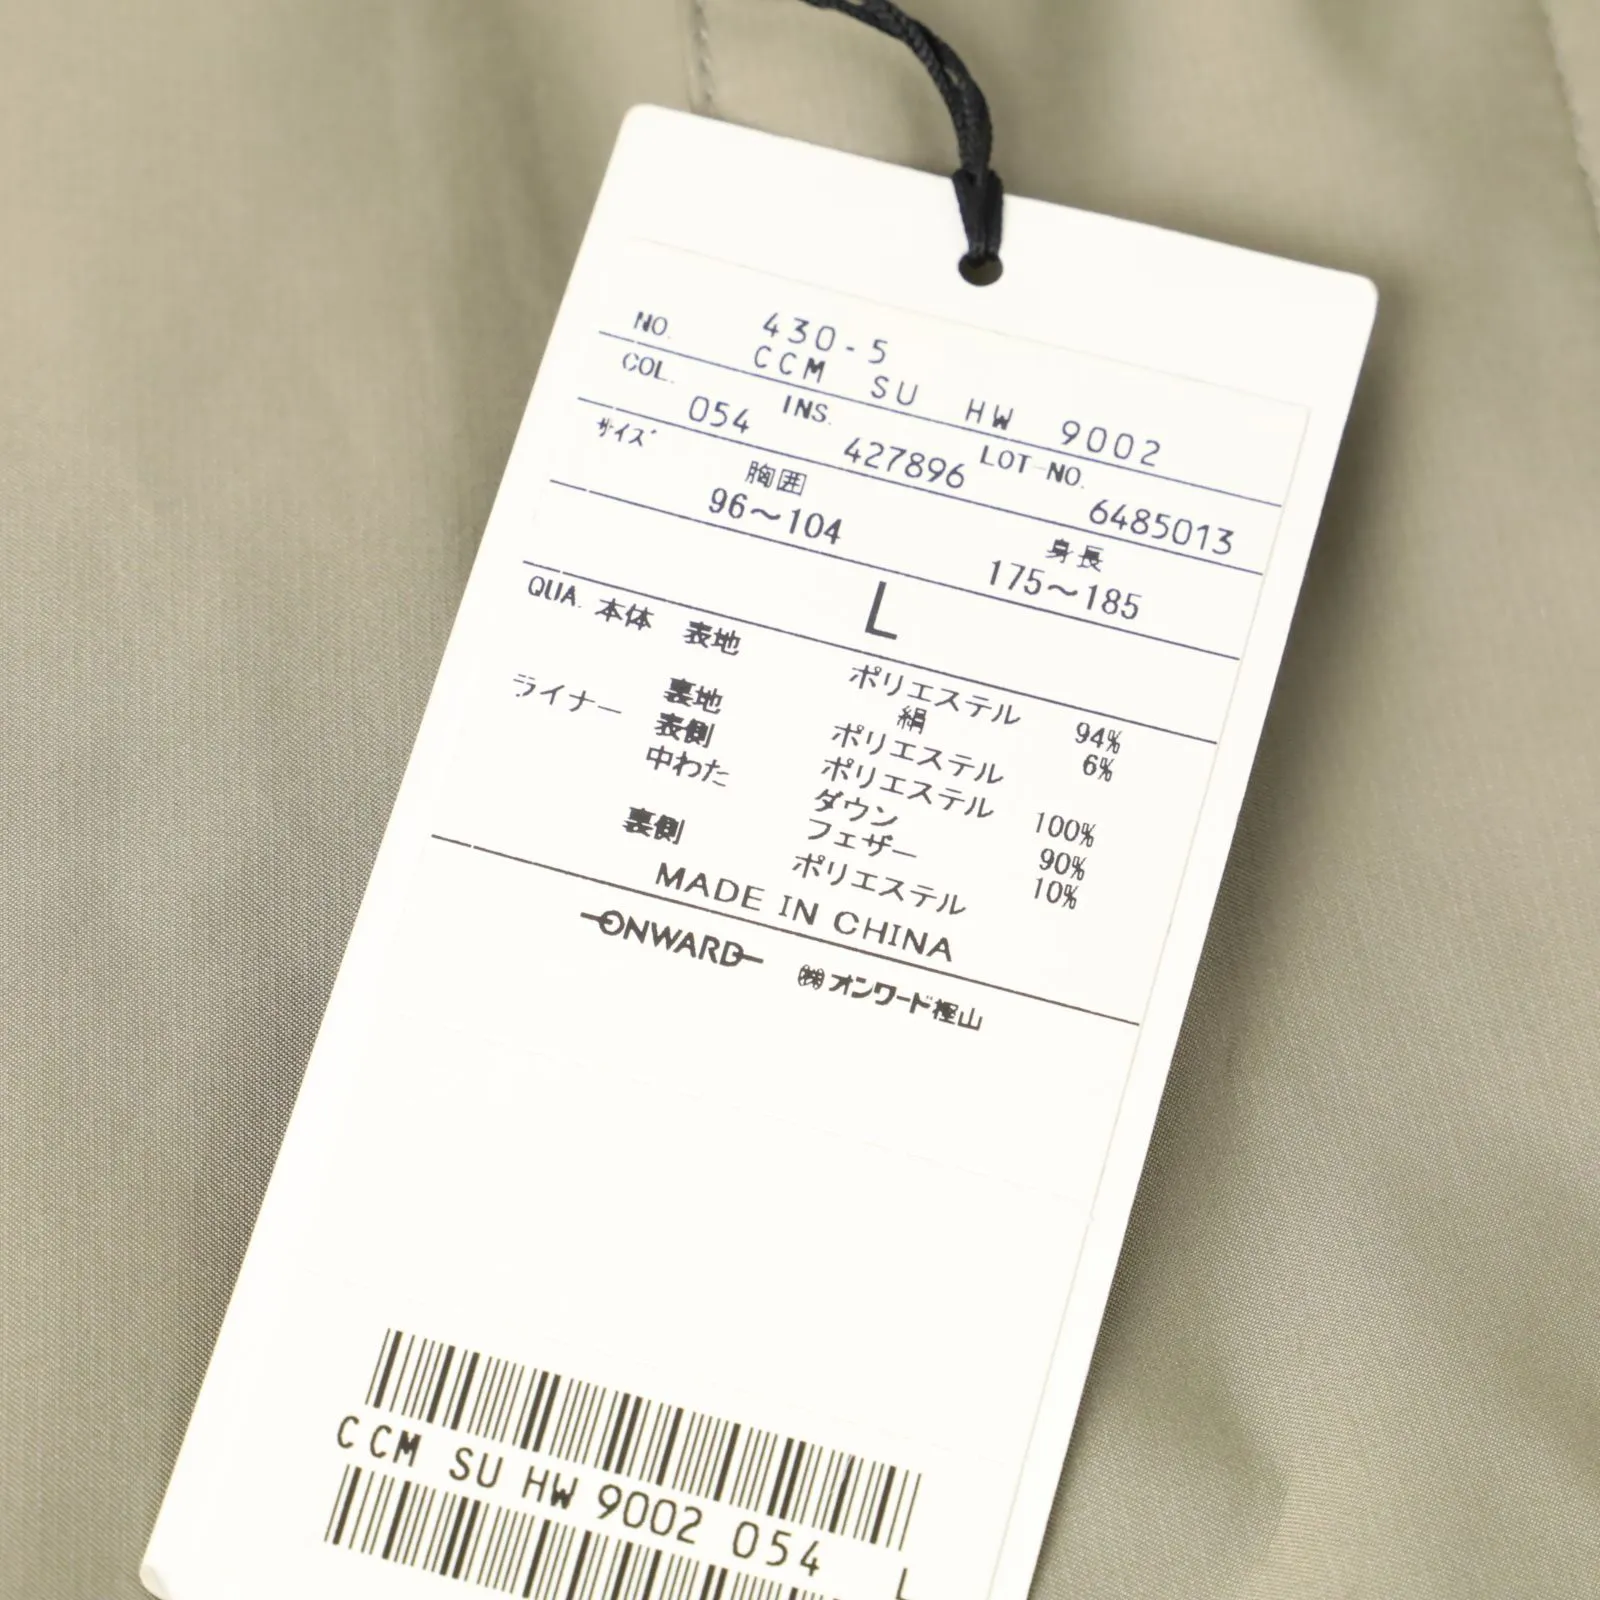 NO. 430-5
CCM SU HW 9002
COL. 054 INS. 427896 LOT-NO. 6485013
ｻｲｽﾞ 胸囲 身長
96〜104 175〜185
L
QUA. 本体 表地 ポリエステル 94%
絹 6%
裏地 ポリエステル
ライナー 表側 ポリエステル 100%
中わた ダウン 90%
フェザー 10%
裏側 ポリエステル
MADE IN CHINA
ONWARD ㈱オンワード樫山
CCM SU HW 9002 054 L